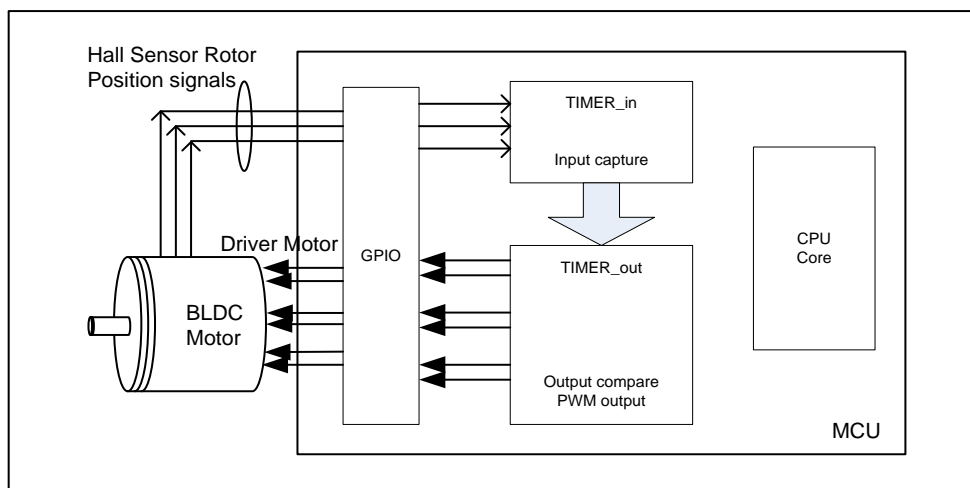 Hall Sensor Rotor
Position signals
TIMER_in
Input capture
CPU
Core
Driver Motor
GPIO
TIMER_out
BLDC
Motor
Output compare
PWM output
MCU